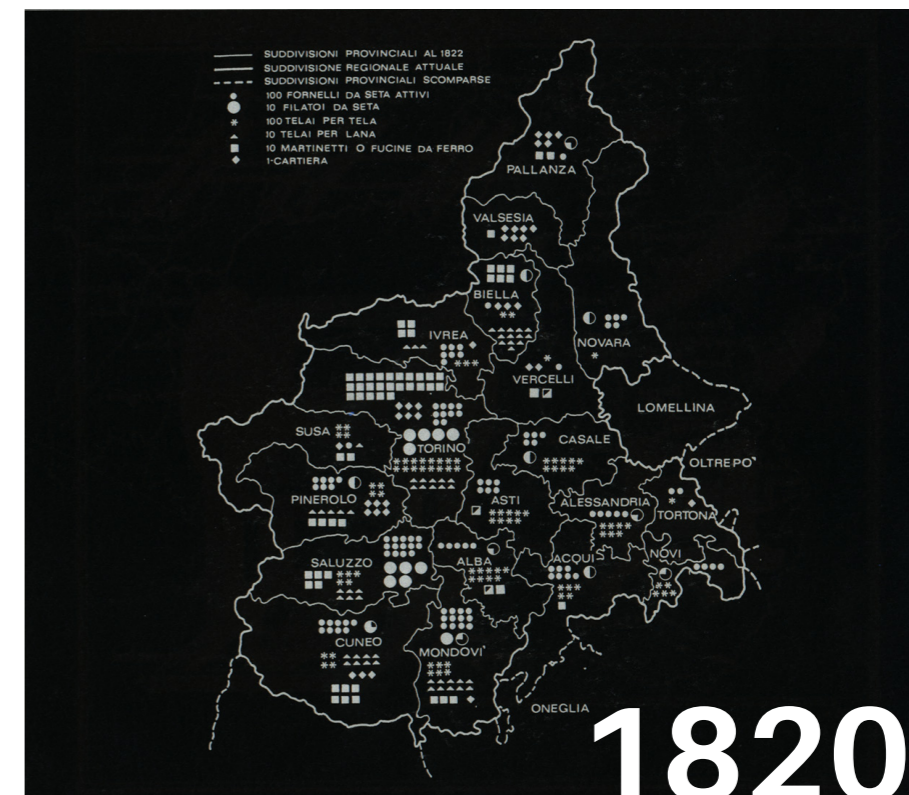 SUDDIVISIONI PROVINCIALI AL 1822
SUDDIVISIONE REGIONALE ATTUALE
SUDDIVISIONI PROVINCIALI SCOMPARSE
100 FORNELLI DA SETA ATTIVI
10 FILATOI DA SETA
100 TELAI PER TELA
10 TELAI PER LANA
10 MARTINETTI O FUCINE DA FERRO
1-CARTIERA
PALLANZA
VALSESIA
BIELLA
IVREA
NOVARA
VERCELLI
LOMELLINA
SUSA
TORINO
CASALE
OLTREPO'
PINEROLO
ASTI
ALESSANDRIA
TORTONA
SALUZZO
ALBA
ACQUI
NOVI
CUNEO
MONDOVI'
ONEGLIA
1820